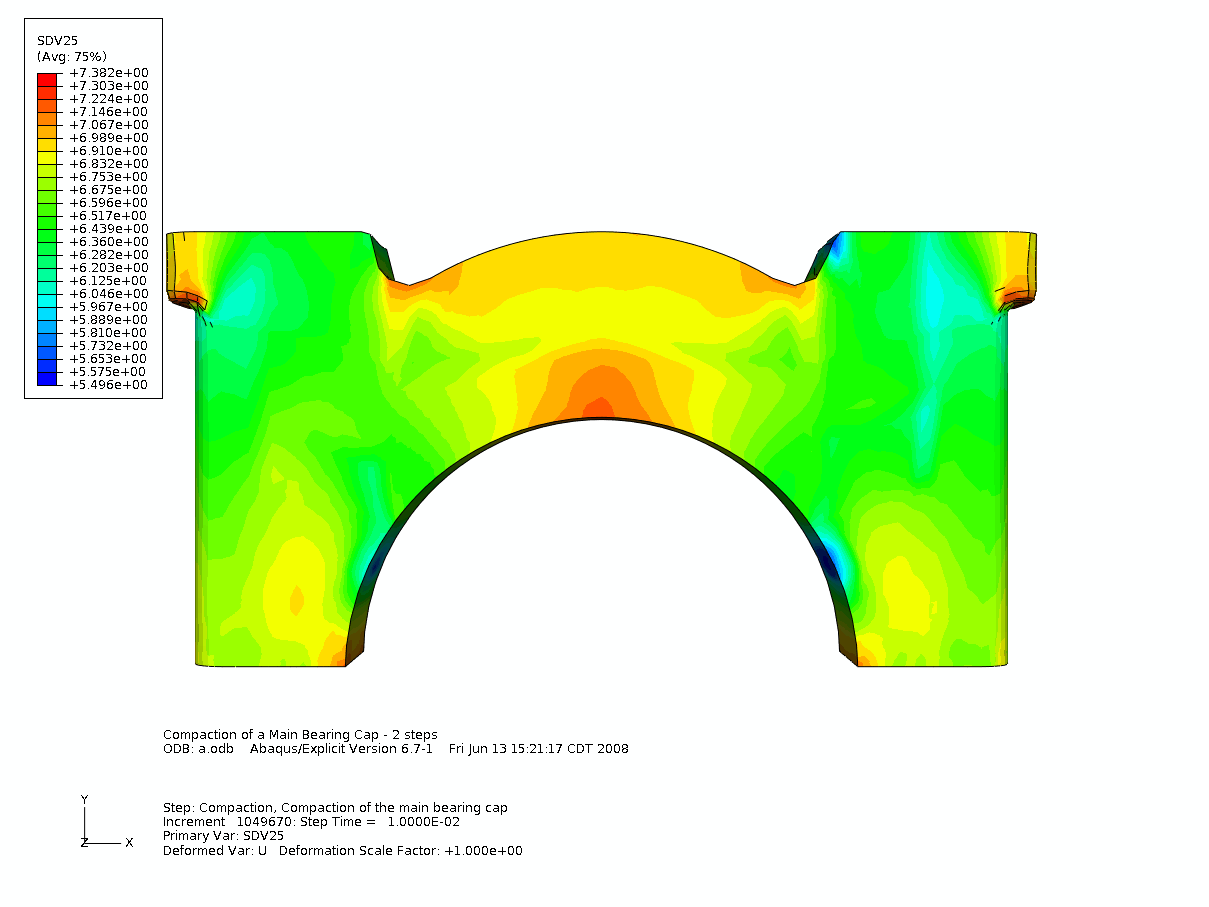 SDV25
(Avg: 75%)
+7.382e+00
+7.303e+00
+7.224e+00
+7.146e+00
+7.067e+00
+6.989e+00
+6.910e+00
+6.832e+00
+6.753e+00
+6.675e+00
+6.596e+00
+6.517e+00
+6.439e+00
+6.360e+00
+6.282e+00
+6.203e+00
+6.125e+00
+6.046e+00
+5.967e+00
+5.889e+00
+5.810e+00
+5.732e+00
+5.653e+00
+5.575e+00
+5.496e+00
Compaction of a Main Bearing Cap - 2 steps
ODB: a.odb Abaqus/Explicit Version 6.7-1 Fri Jun 13 15:21:17 CDT 2008
Y
Z X
Step: Compaction, Compaction of the main bearing cap
Increment 1049670: Step Time = 1.0000E-02
Primary Var: SDV25
Deformed Var: U Deformation Scale Factor: +1.000e+00